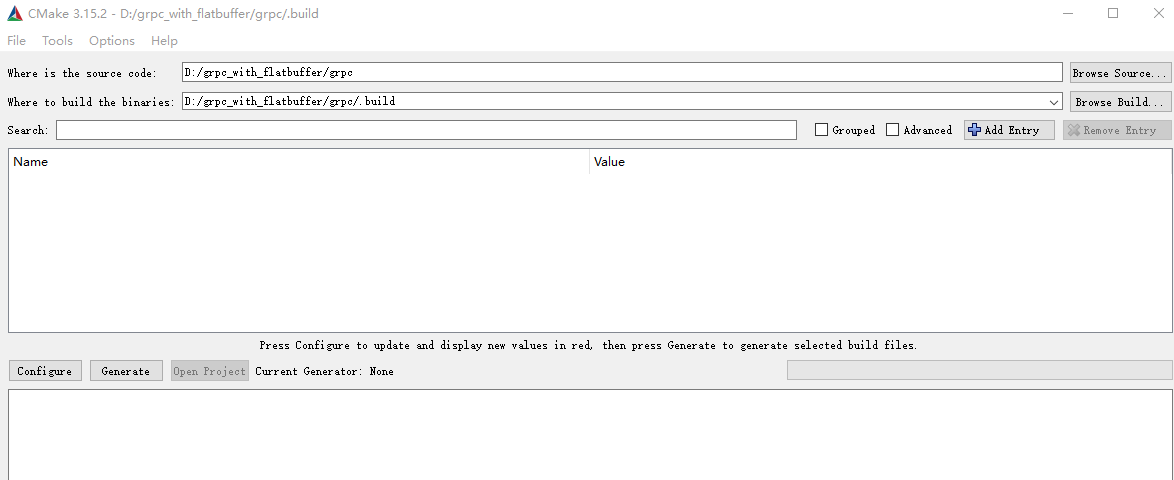 CMake 3.15.2 - D:/grpc_with_flatbuffer/grpc/.build
File Tools Options Help
Where is the source code: D:/grpc_with_flatbuffer/grpc Browse Source...
Where to build the binaries: D:/grpc_with_flatbuffer/grpc/.build Browse Build...
Search: Grouped Advanced Add Entry Remove Entry
Name Value
Press Configure to update and display new values in red, then press Generate to generate selected build files.
Configure Generate Open Project Current Generator: None